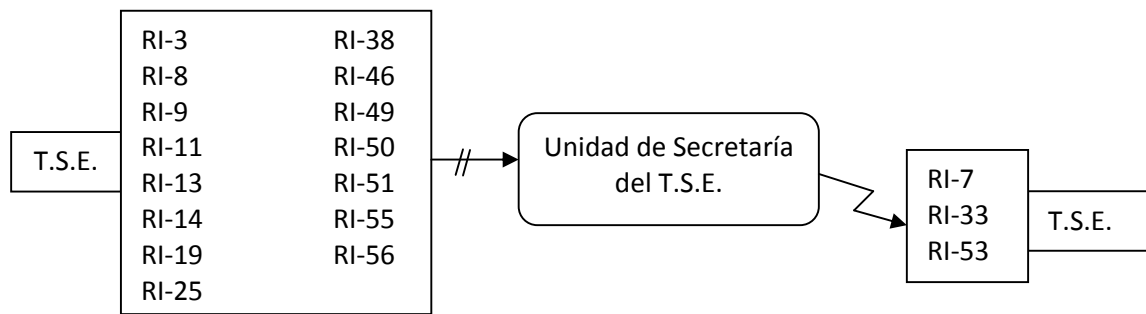 T.S.E.
RI-3
RI-8
RI-9
RI-11
RI-13
RI-14
RI-19
RI-25
RI-38
RI-46
RI-49
RI-50
RI-51
RI-55
RI-56
Unidad de Secretaría
del T.S.E.
RI-7
RI-33
RI-53
T.S.E.